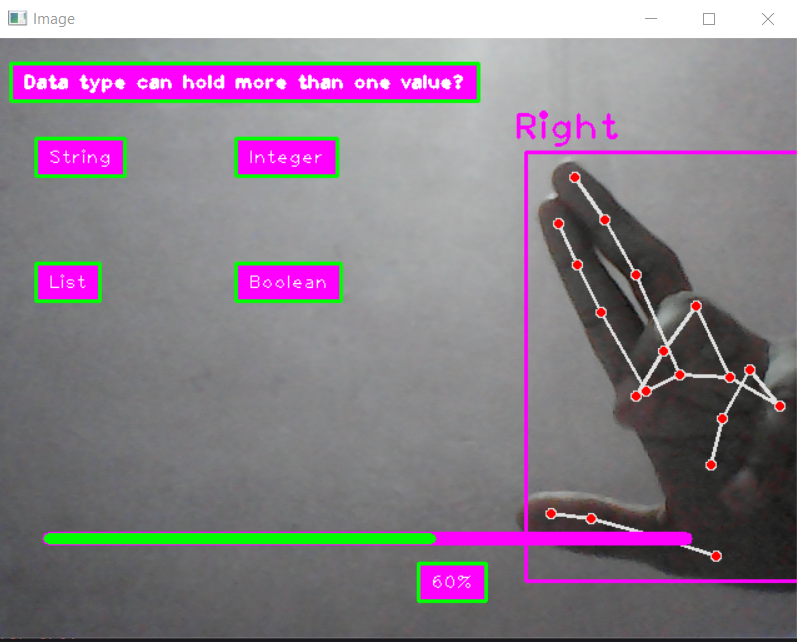 Image
Data type can hold more than one value?
Right
String
Integer
List
Boolean
60%